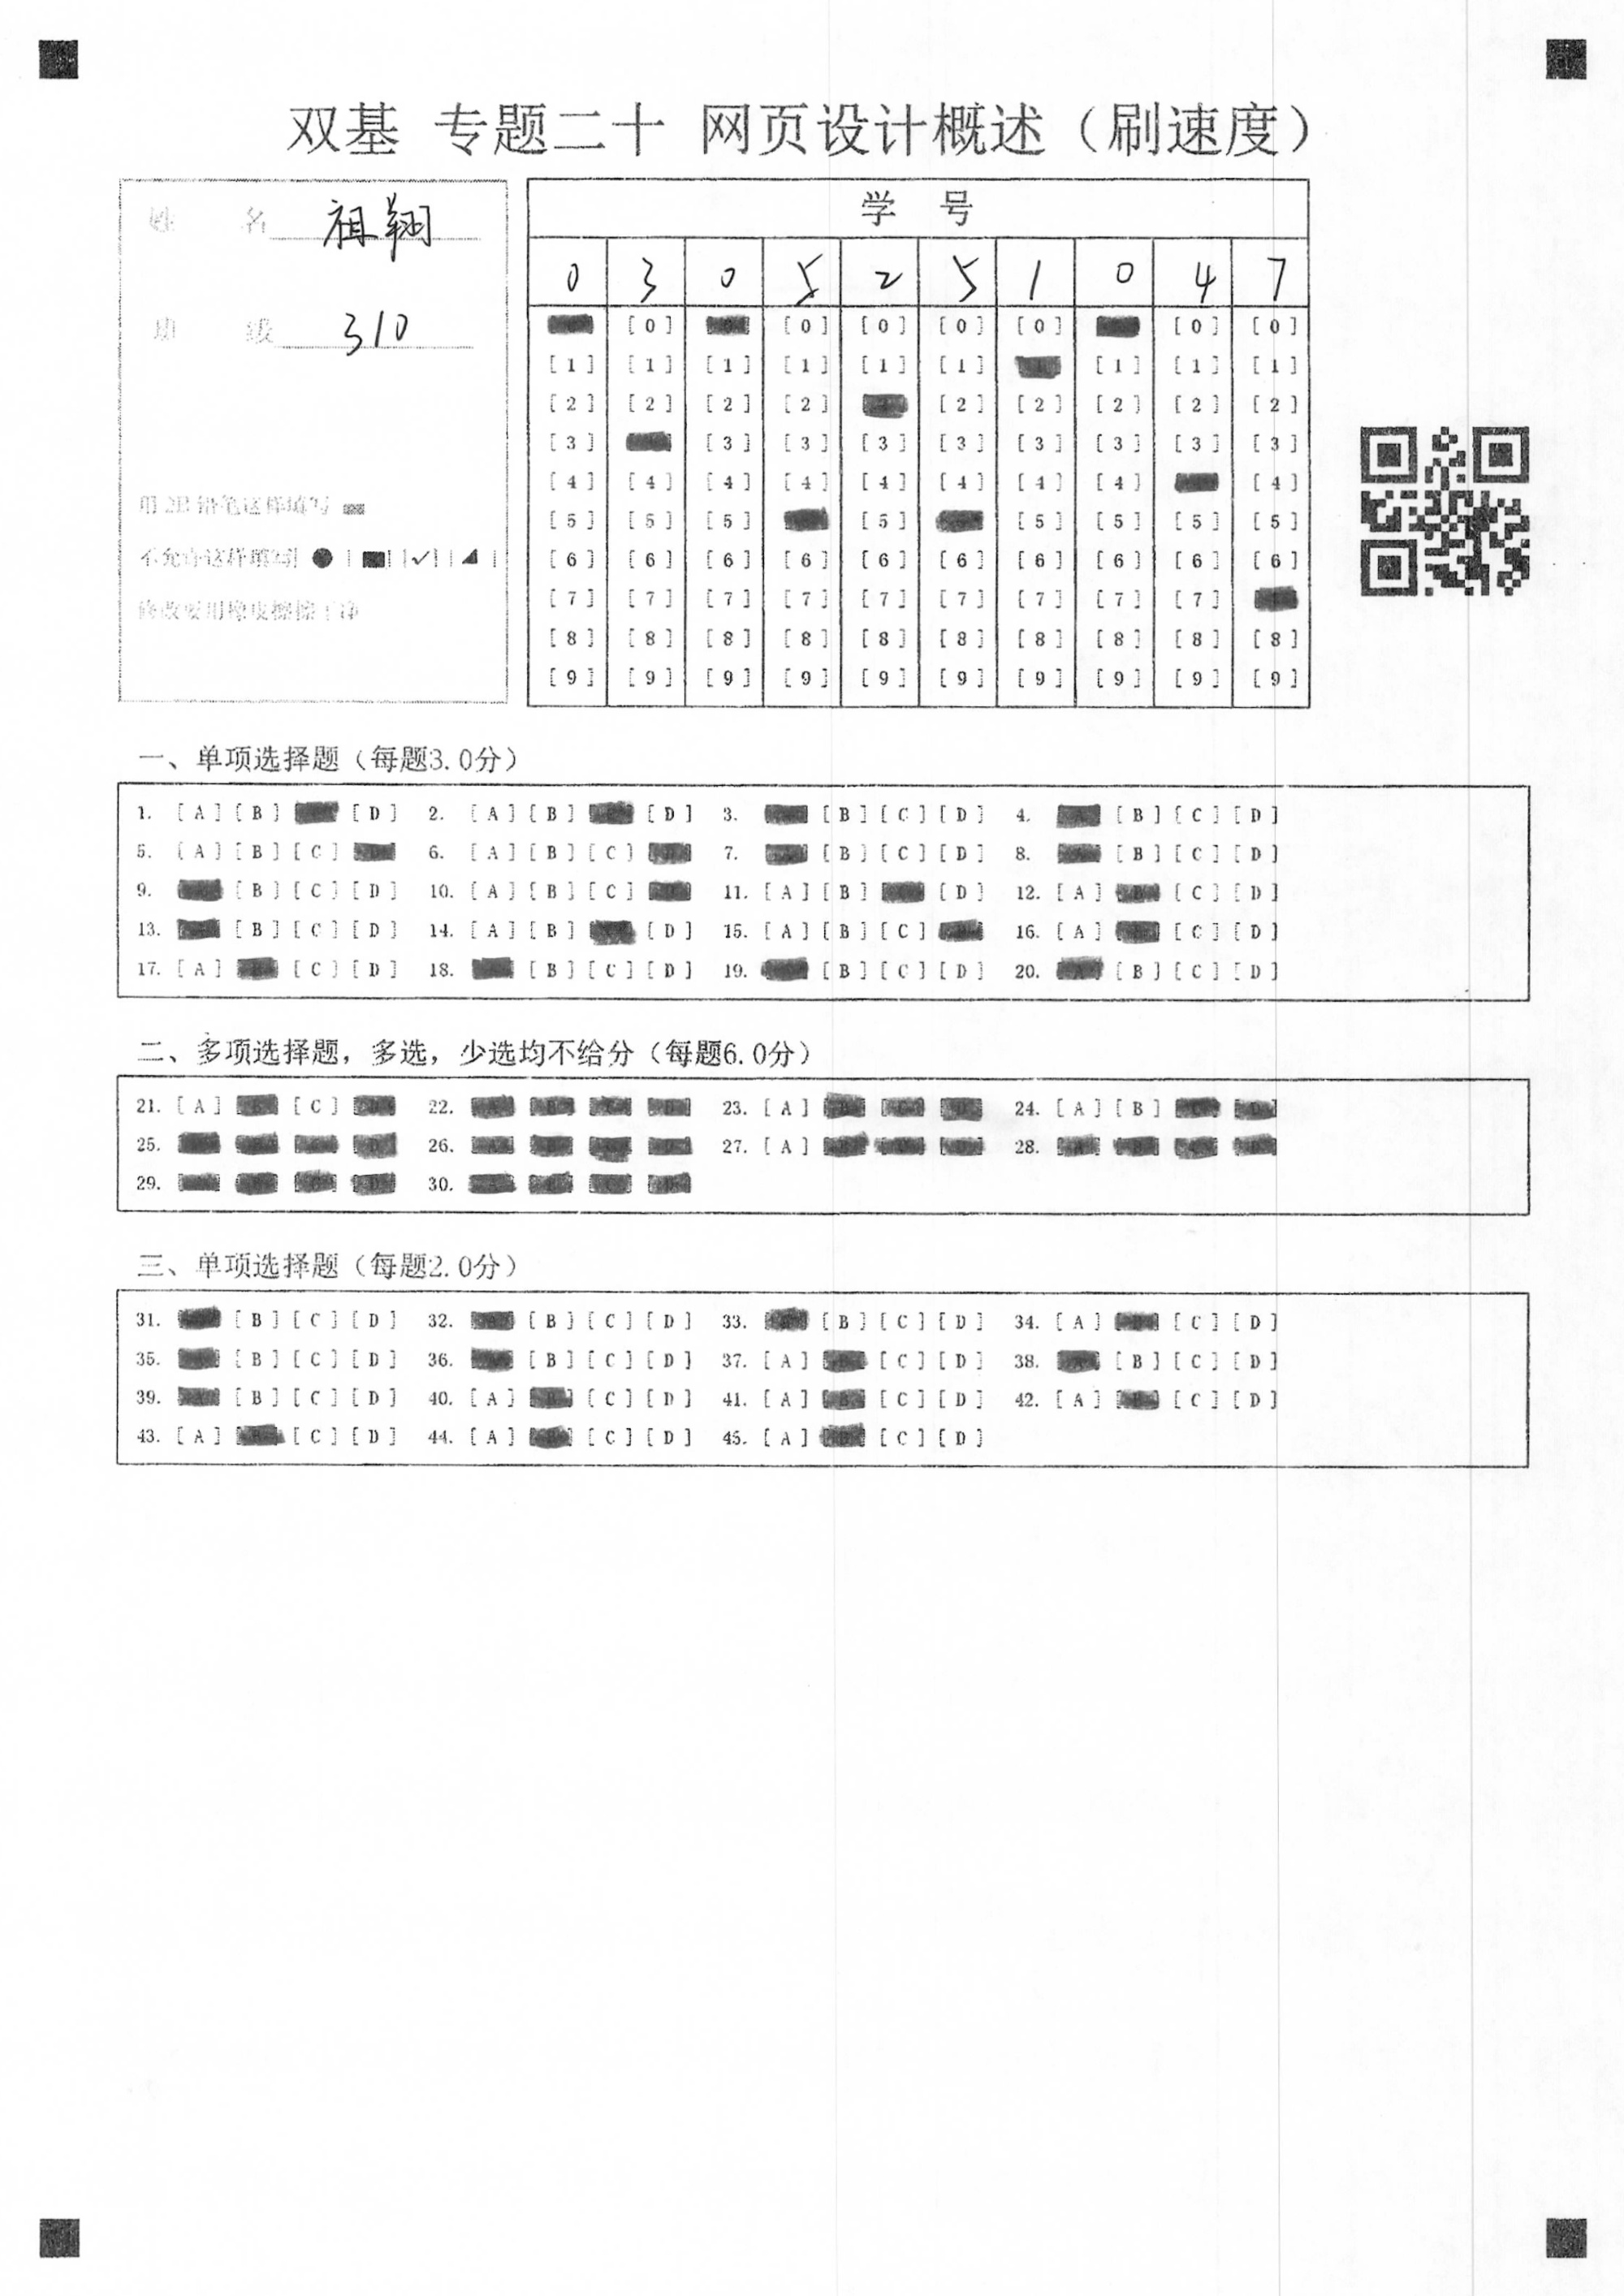 双基 专题二十 网页设计概述（刷速度）
姓 名 祖翔
班 级 310
用2B铅笔这样填写
不允许这样填写
修改要用橡皮擦擦干净
学 号
0 3 0 5 2 5 1 0 4 7
[0] [0] [0] [0] [0] [0] [0]
[1] [1] [1] [1] [1] [1] [1] [1] [1]
[2] [2] [2] [2] [2] [2] [2] [2] [2]
[3] [3] [3] [3] [3] [3] [3] [3] [3]
[4] [4] [4] [4] [4] [4] [4] [4] [4]
[5] [5] [5] [5] [5] [5] [5] [5]
[6] [6] [6] [6] [6] [6] [6] [6] [6] [6]
[7] [7] [7] [7] [7] [7] [7] [7] [7]
[8] [8] [8] [8] [8] [8] [8] [8] [8] [8]
[9] [9] [9] [9] [9] [9] [9] [9] [9] [9]
一、单项选择题（每题3.0分）
1. [A] [B] [D] 2. [A] [B] [D] 3. [B] [C] [D] 4. [B] [C] [D]
5. [A] [B] [C] 6. [A] [B] [C] 7. [B] [C] [D] 8. [B] [C] [D]
9. [B] [C] [D] 10. [A] [B] [C] 11. [A] [B] [D] 12. [A] [C] [D]
13. [B] [C] [D] 14. [A] [B] [D] 15. [A] [B] [C] 16. [A] [C] [D]
17. [A] [C] [D] 18. [B] [C] [D] 19. [B] [C] [D] 20. [B] [C] [D]
二、多项选择题，多选，少选均不给分（每题6.0分）
21. [A] [C] 22. 23. [A] 24. [A] [B]
25. 26. 27. [A] 28.
29. 30.
三、单项选择题（每题2.0分）
31. [B] [C] [D] 32. [B] [C] [D] 33. [B] [C] [D] 34. [A] [C] [D]
35. [B] [C] [D] 36. [B] [C] [D] 37. [A] [C] [D] 38. [B] [C] [D]
39. [B] [C] [D] 40. [A] [C] [D] 41. [A] [C] [D] 42. [A] [C] [D]
43. [A] [C] [D] 44. [A] [C] [D] 45. [A] [C] [D]